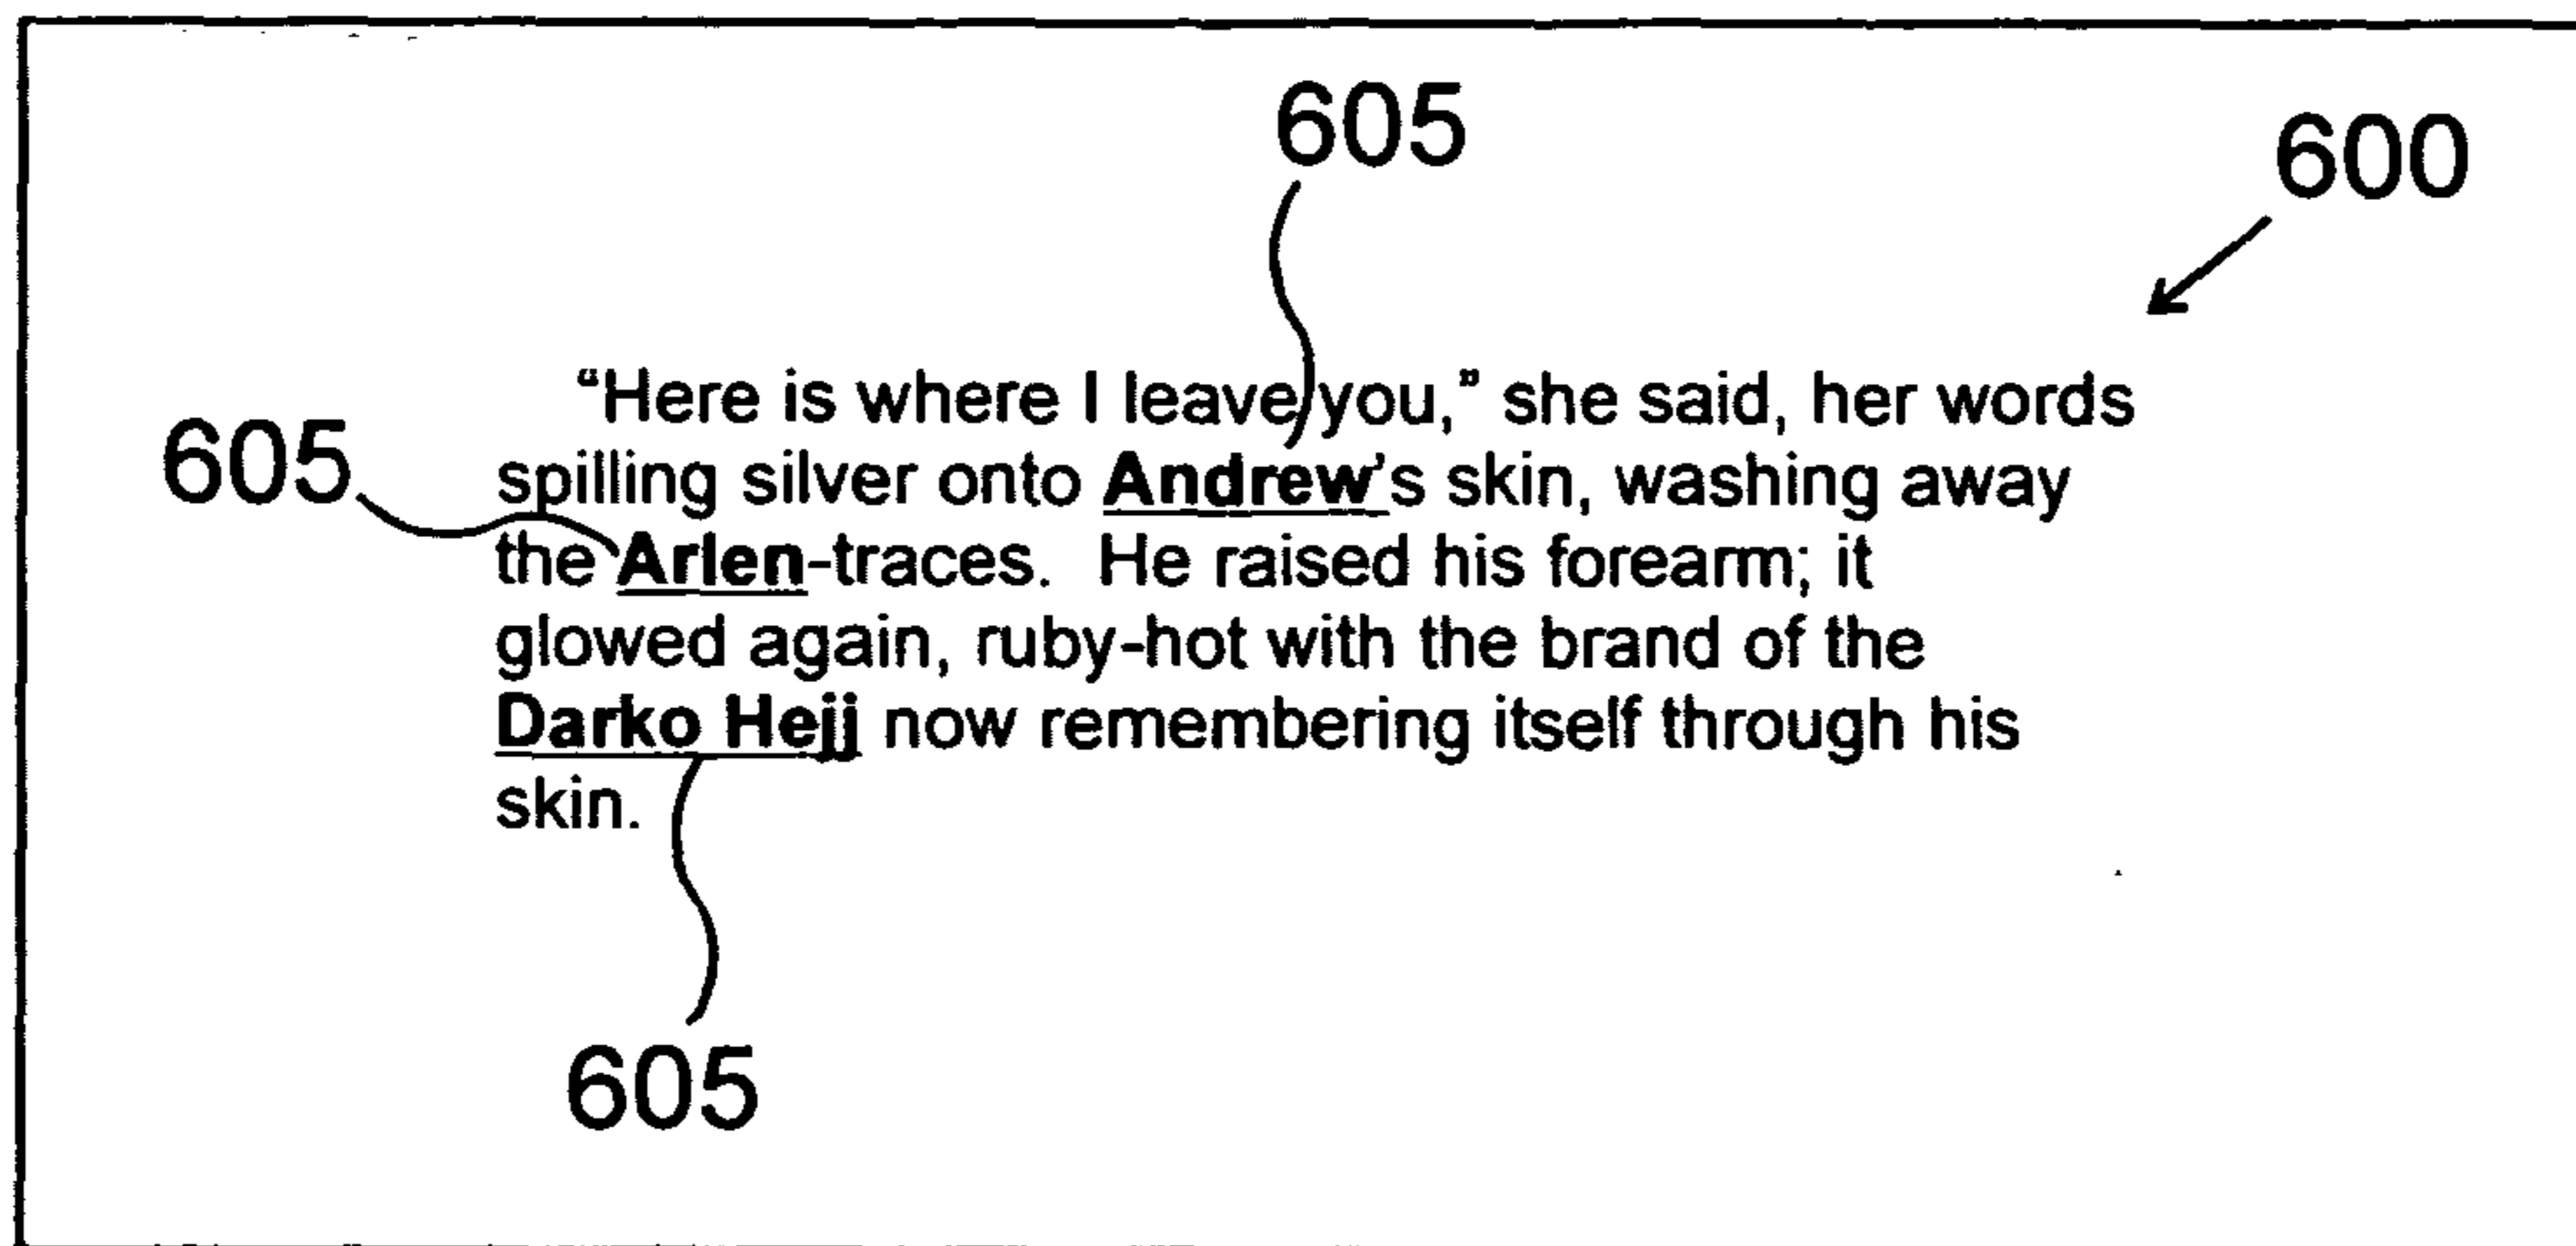 605
600
“Here is where I leave you,” she said, her words
605
spilling silver onto Andrew's skin, washing away
the Arlen-traces.  He raised his forearm; it
glowed again, ruby-hot with the brand of the
Darko Hejj now remembering itself through his
skin.
605